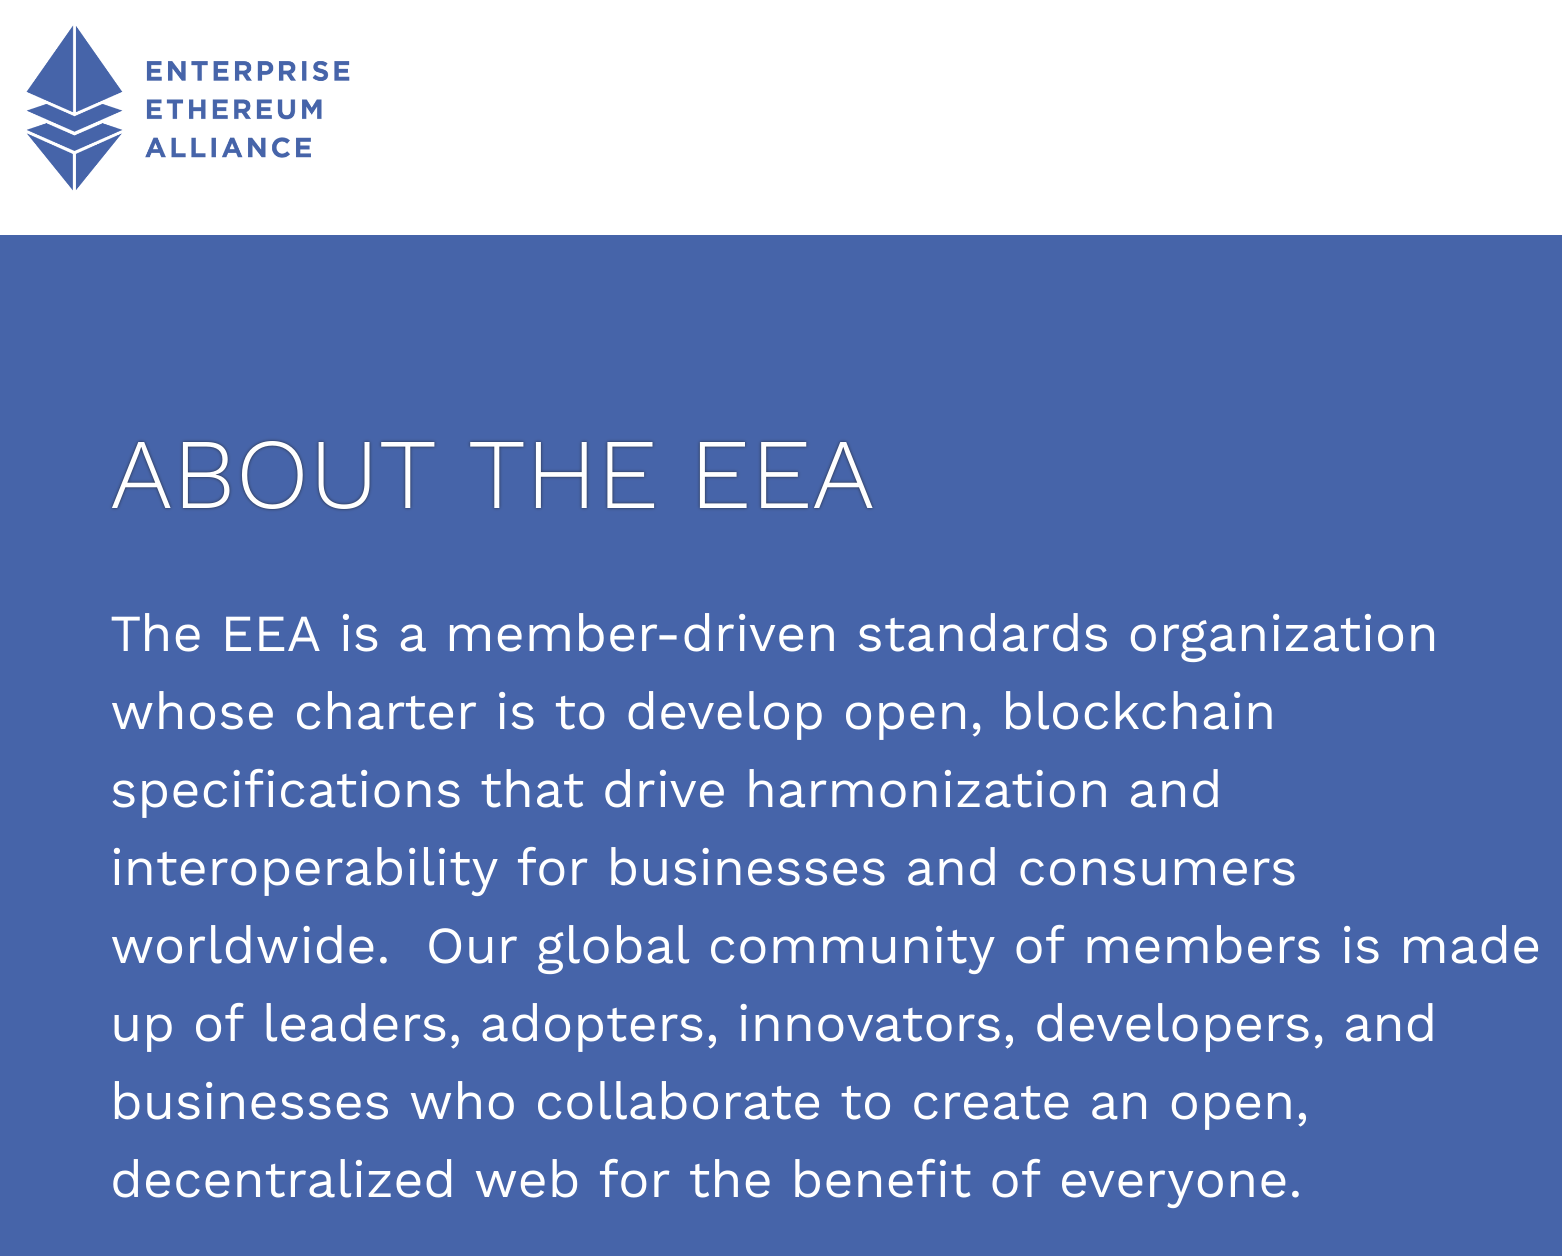 ENTERPRISE
ETHEREUM
ALLIANCE
ABOUT THE EEA
The EEA is a member-driven standards organization
whose charter is to develop open, blockchain
specifications that drive harmonization and
interoperability for businesses and consumers
worldwide.  Our global community of members is made
up of leaders, adopters, innovators, developers, and
businesses who collaborate to create an open,
decentralized web for the benefit of everyone.